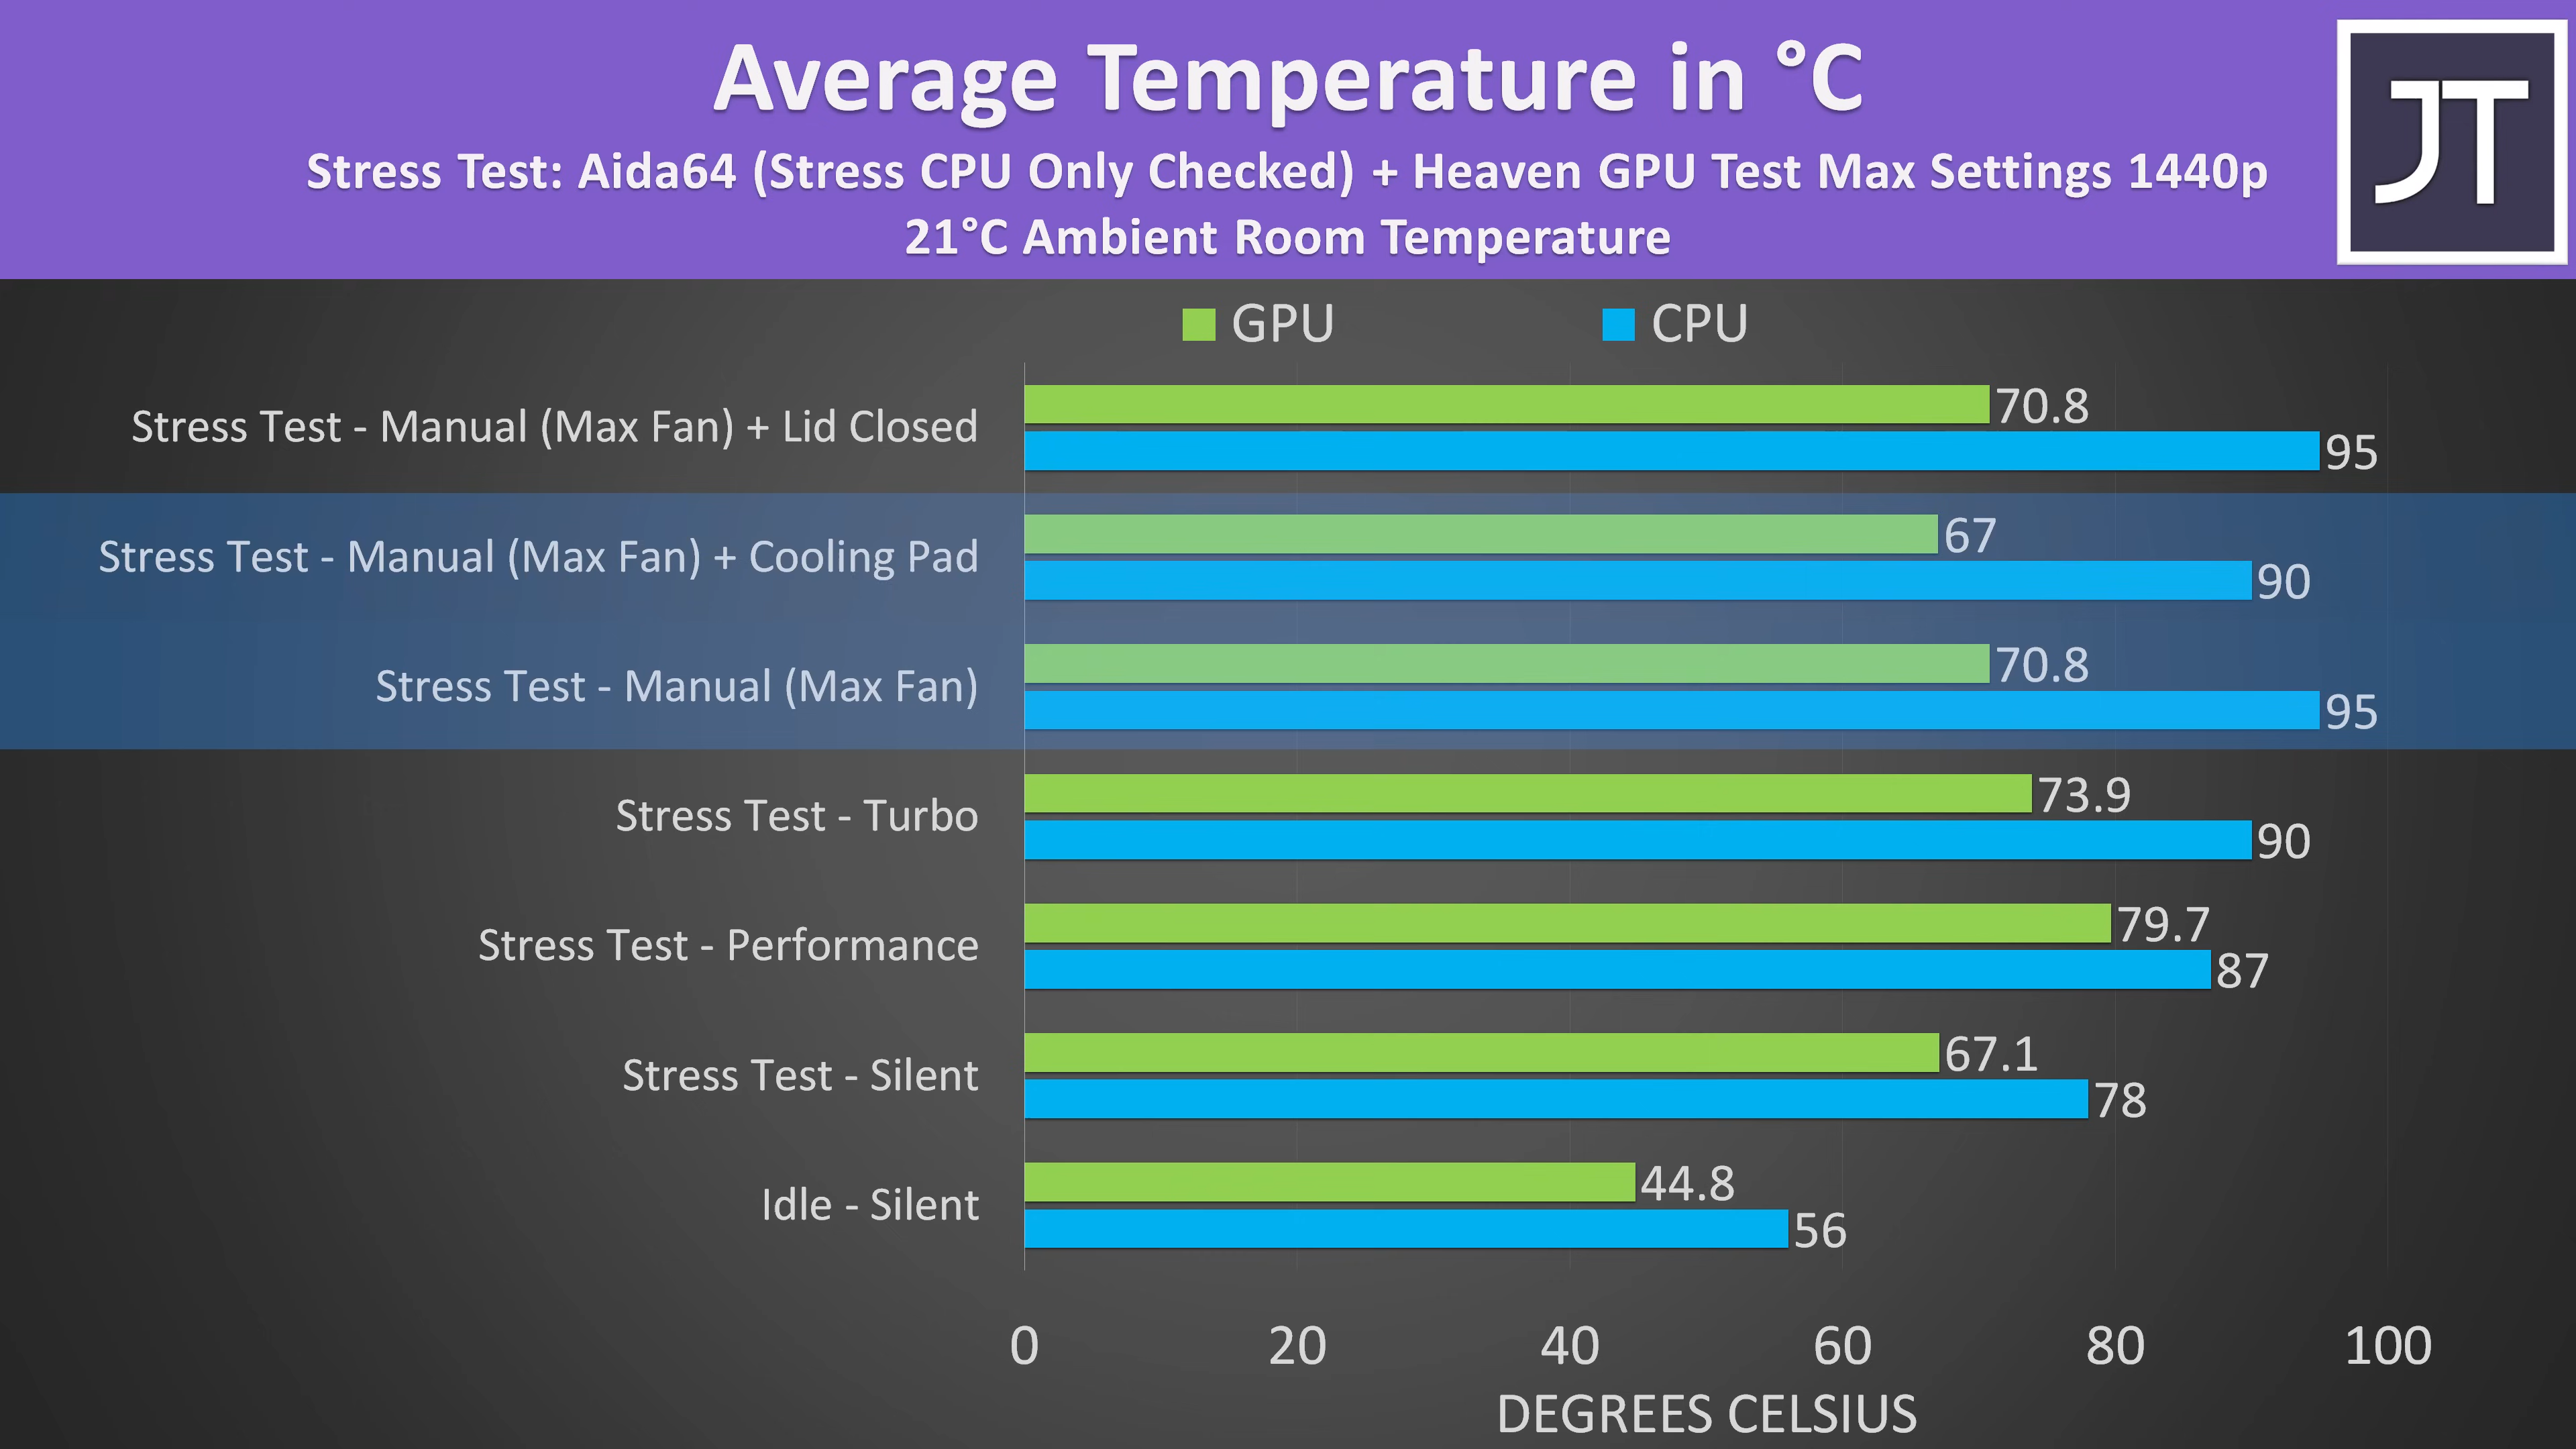 Average Temperature in °C
Stress Test: Aida64 (Stress CPU Only Checked) + Heaven GPU Test Max Settings 1440p
21°C Ambient Room Temperature
JT
GPU CPU
Stress Test - Manual (Max Fan) + Lid Closed
70.8
95
Stress Test - Manual (Max Fan) + Cooling Pad
67
90
Stress Test - Manual (Max Fan)
70.8
95
Stress Test - Turbo
73.9
90
Stress Test - Performance
79.7
87
Stress Test - Silent
67.1
78
Idle - Silent
44.8
56
0 20 40 60 80 100
DEGREES CELSIUS